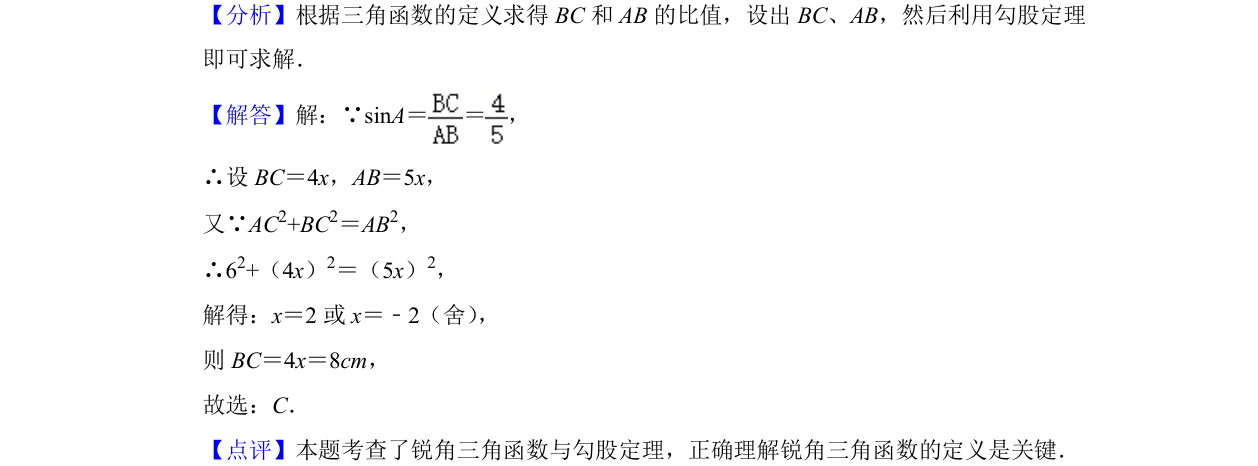 【分析】根据三角函数的定义求得 BC 和 AB 的比值，设出 BC、AB，然后利用勾股定理
即可求解．
【解答】解：∵sinA＝BC/AB＝4/5，
∴设 BC＝4x，AB＝5x，
又∵AC²+BC²＝AB²，
∴6²+（4x）²＝（5x）²，
解得：x＝2 或 x＝﹣2（舍），
则 BC＝4x＝8cm，
故选：C．
【点评】本题考查了锐角三角函数与勾股定理，正确理解锐角三角函数的定义是关键．